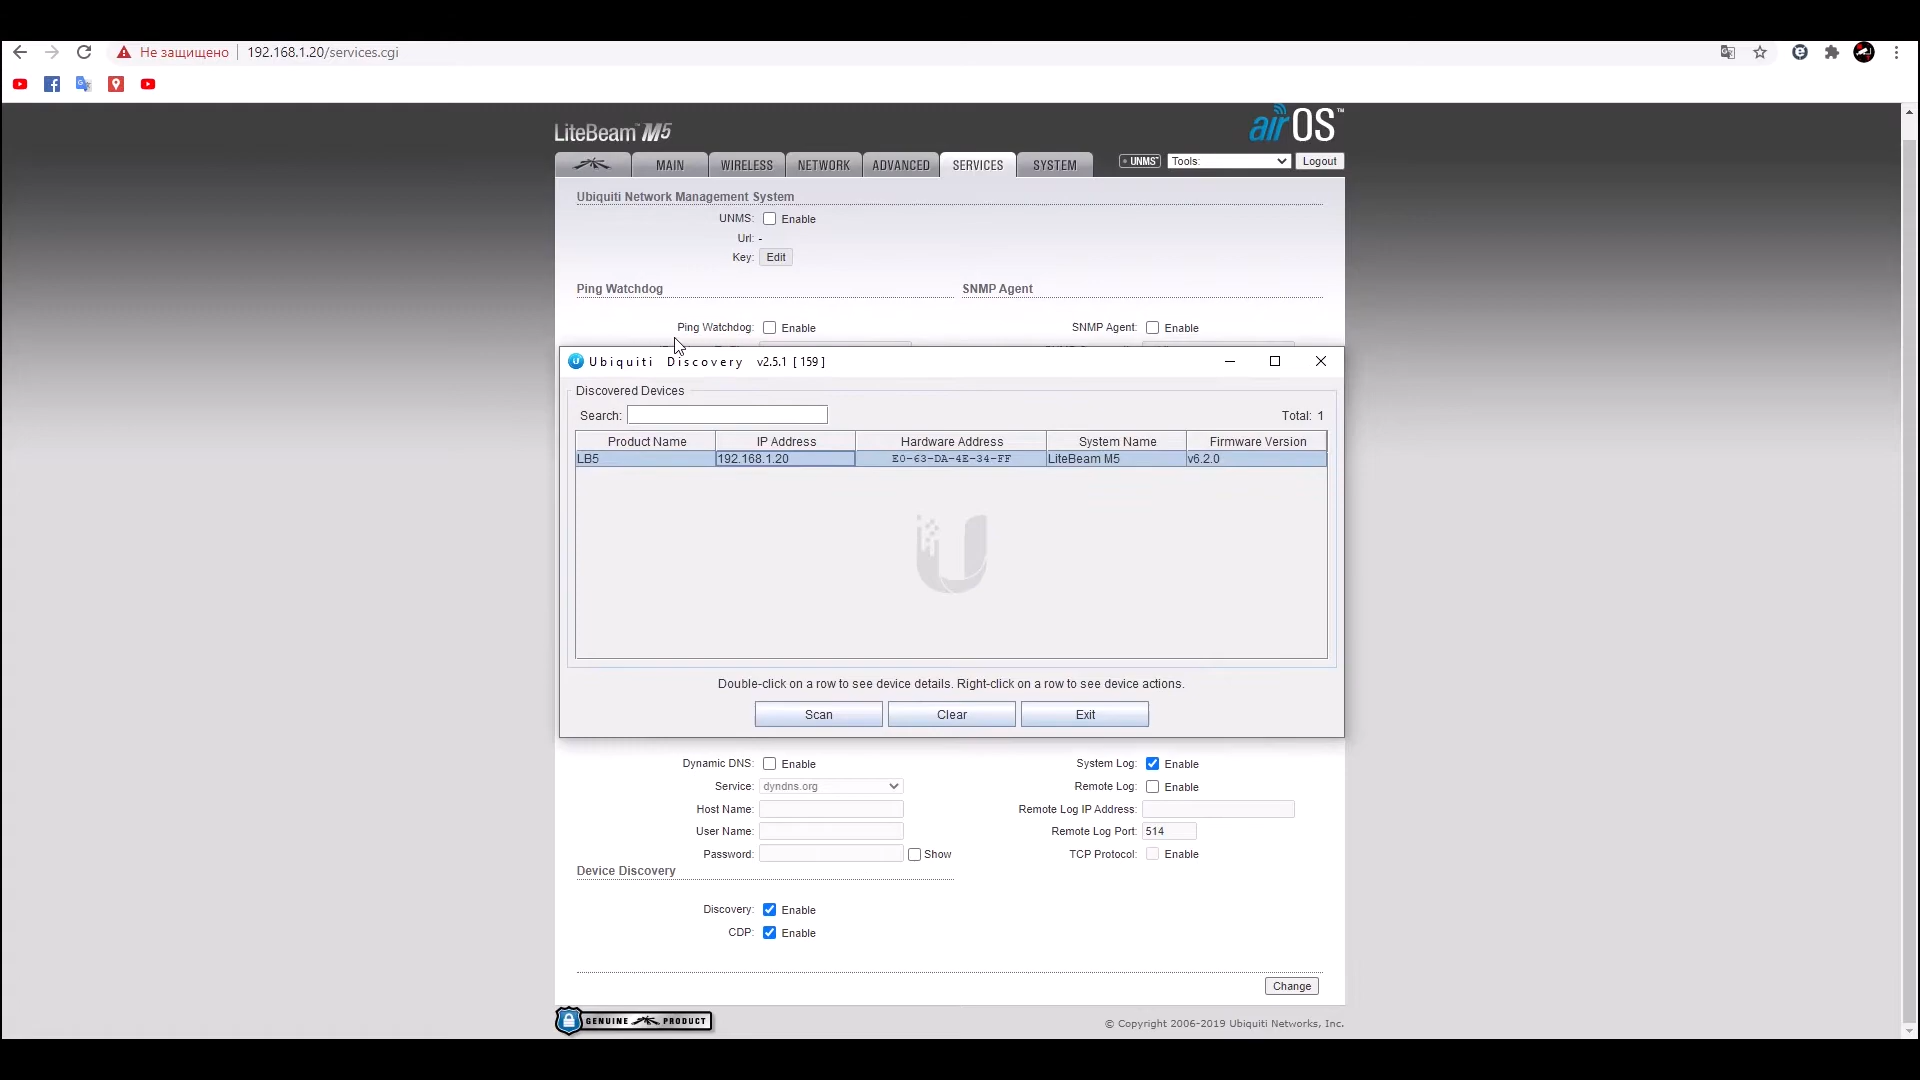 Не защищено 192.168.1.20/services.cgi
LiteBeam™ M5 airOS™
MAIN WIRELESS NETWORK ADVANCED SERVICES SYSTEM UNMS™ Tools: Logout
Ubiquiti Network Management System
UNMS: Enable
Url: -
Key: Edit
Ping Watchdog SNMP Agent
Ping Watchdog: Enable SNMP Agent: Enable
Ubiquiti Discovery v2.5.1 [ 159 ]
Discovered Devices
Search: Total: 1
Product Name IP Address Hardware Address System Name Firmware Version
LB5 192.168.1.20 E0-63-DA-4E-34-FF LiteBeam M5 v6.2.0
Double-click on a row to see device details. Right-click on a row to see device actions.
Scan Clear Exit
Dynamic DNS: Enable System Log: Enable
Service: dyndns.org Remote Log: Enable
Host Name: Remote Log IP Address:
User Name: Remote Log Port: 514
Password: Show TCP Protocol: Enable
Device Discovery
Discovery: Enable
CDP: Enable
Change
GENUINE PRODUCT © Copyright 2006-2019 Ubiquiti Networks, Inc.